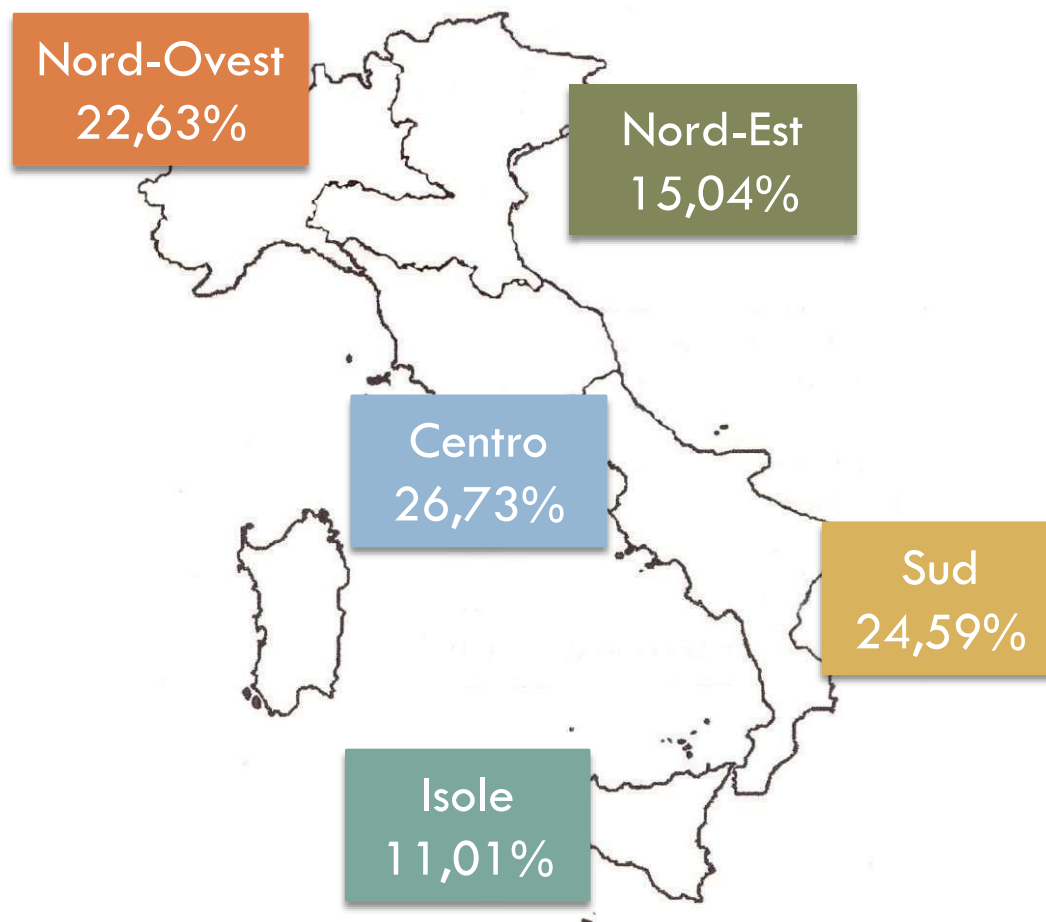 Nord-Ovest
22,63%
Nord-Est
15,04%
Centro
26,73%
Sud
24,59%
Isole
11,01%